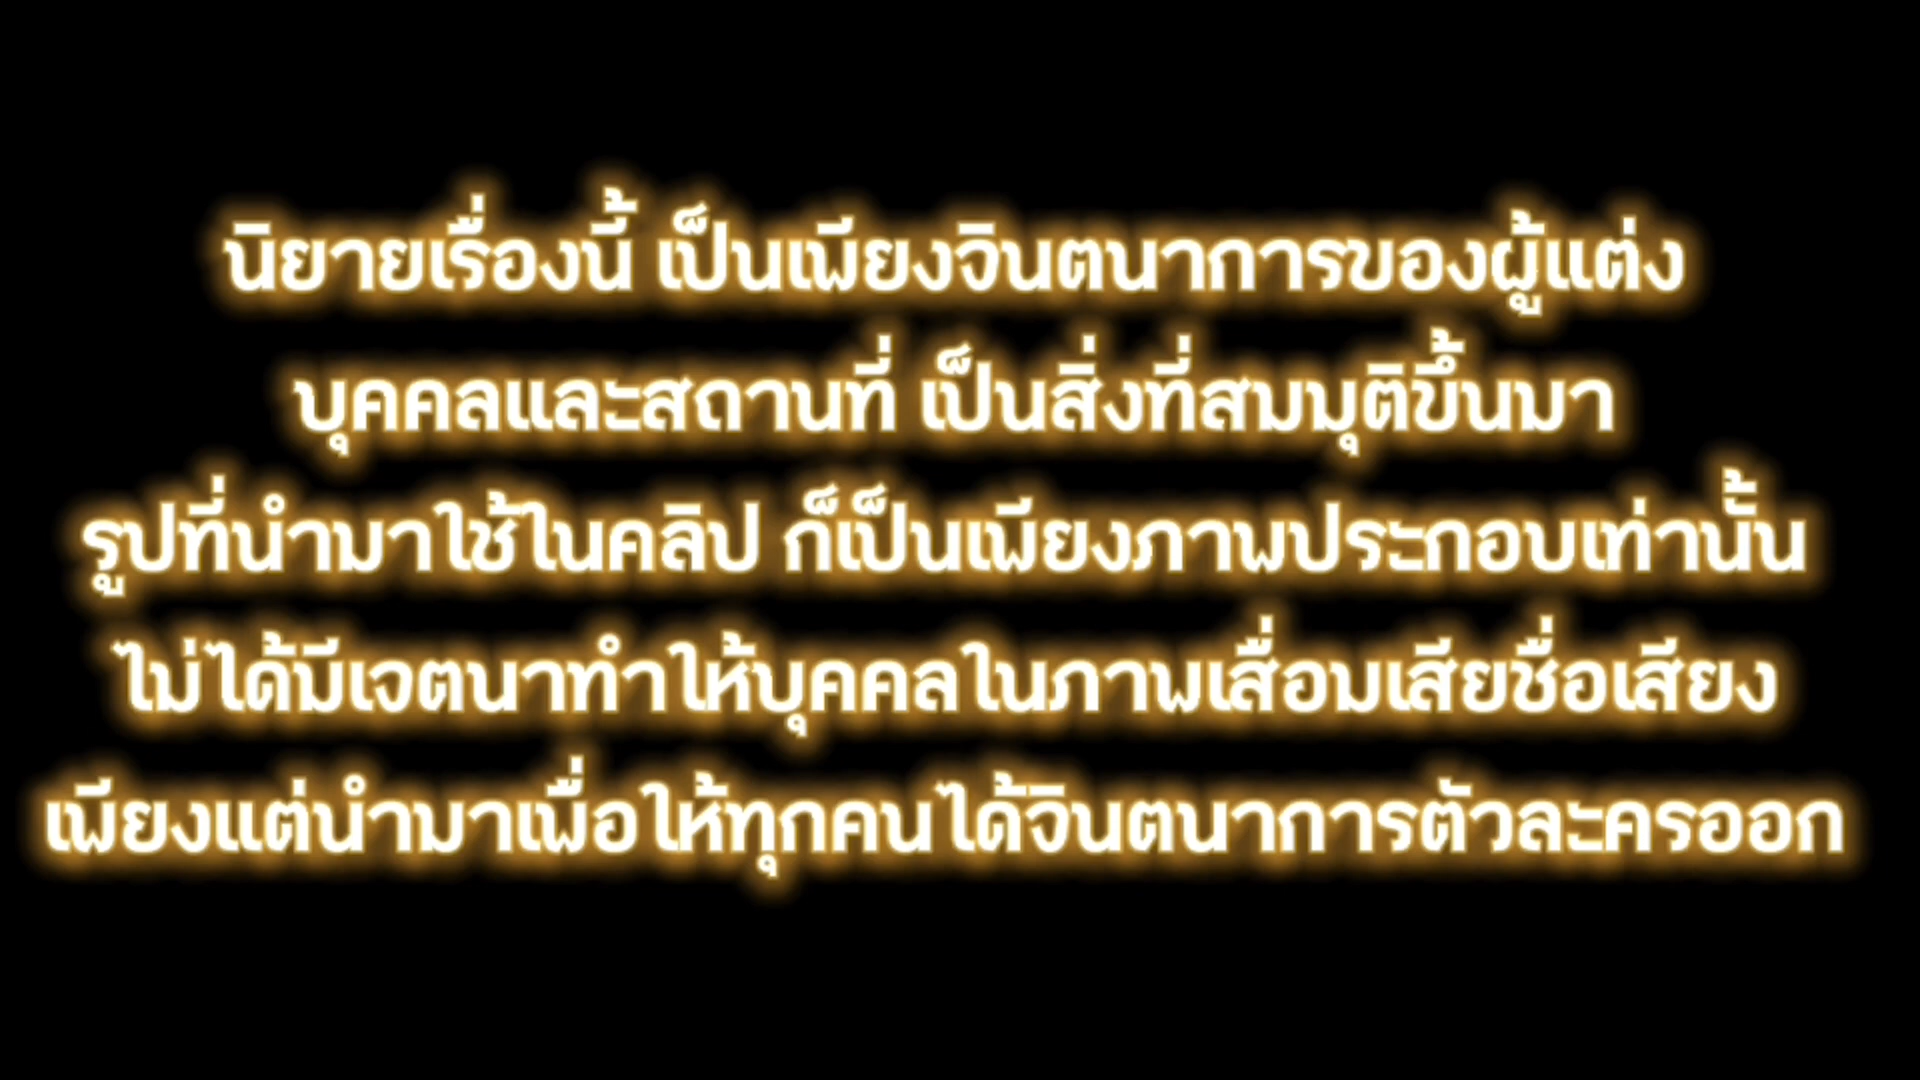 นิยายเรื่องนี้ เป็นเพียงจินตนาการของผู้แต่ง
บุคคลและสถานที่ เป็นสิ่งที่สมมุติขึ้นมา
รูปที่นำมาใช้ในคลิป ก็เป็นเพียงภาพประกอบเท่านั้น
ไม่ได้มีเจตนาทำให้บุคคลในภาพเสื่อมเสียชื่อเสียง
เพียงแต่นำมาเพื่อให้ทุกคนได้จินตนาการตัวละครออก